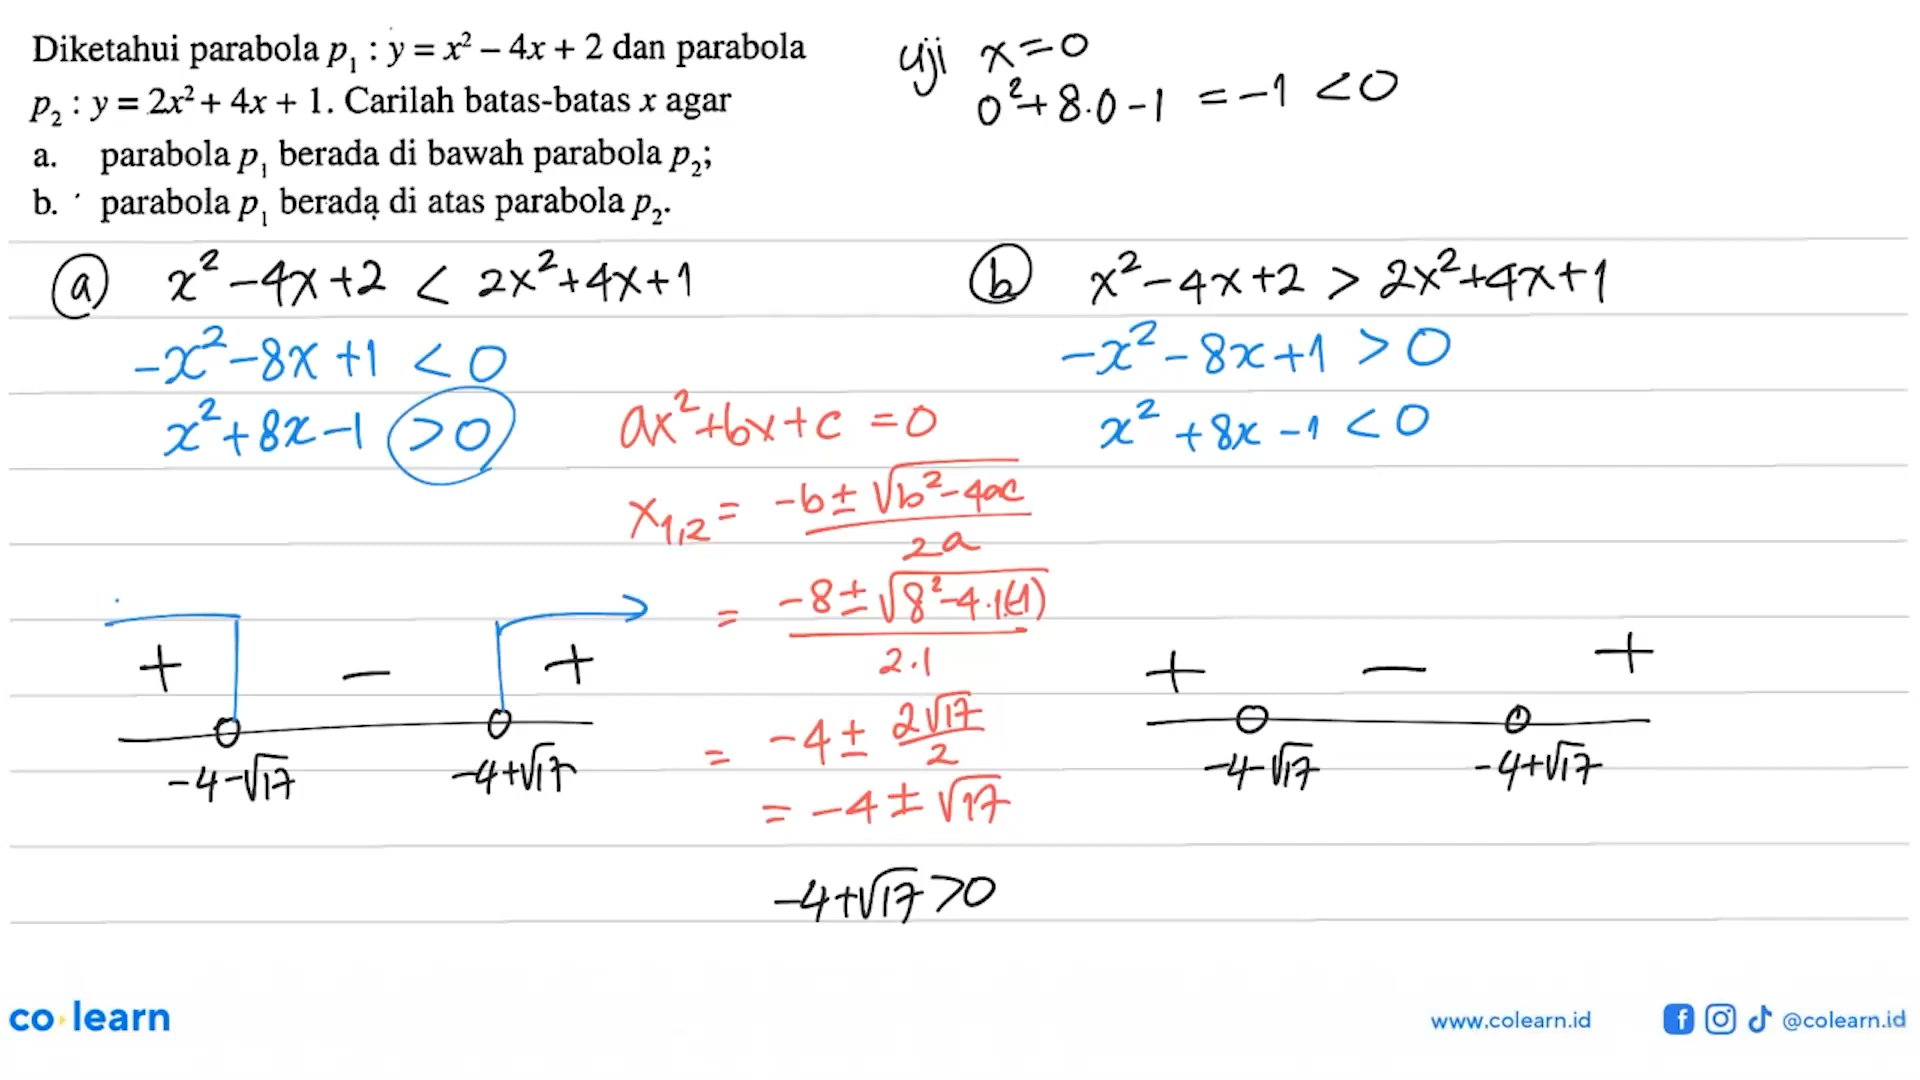 Diketahui parabola p₁ : y = x² – 4x + 2 dan parabola
p₂ : y = 2x² + 4x + 1. Carilah batas-batas x agar
a. parabola p₁ berada di bawah parabola p₂;
b. parabola p₁ berada di atas parabola p₂.
uji x=0
0²+8.0-1 = -1 <0
(a) x²-4x+2 < 2x²+4x+1
-x²-8x+1 <0
x²+8x-1 >0
ax²+bx+c =0
x₁,₂ = (-b±√(b²-4ac))/(2a)
= (-8±√(8²-4.1(-1)))/(2.1)
= -4± (2√17)/2
= -4±√17
-4+√17 >0
+ - +
-4-√17 -4+√17
(b) x²-4x+2 > 2x²+4x+1
-x²-8x+1 >0
x²+8x-1 <0
+ - +
-4-√17 -4+√17
co learn
www.colearn.id
@colearn.id